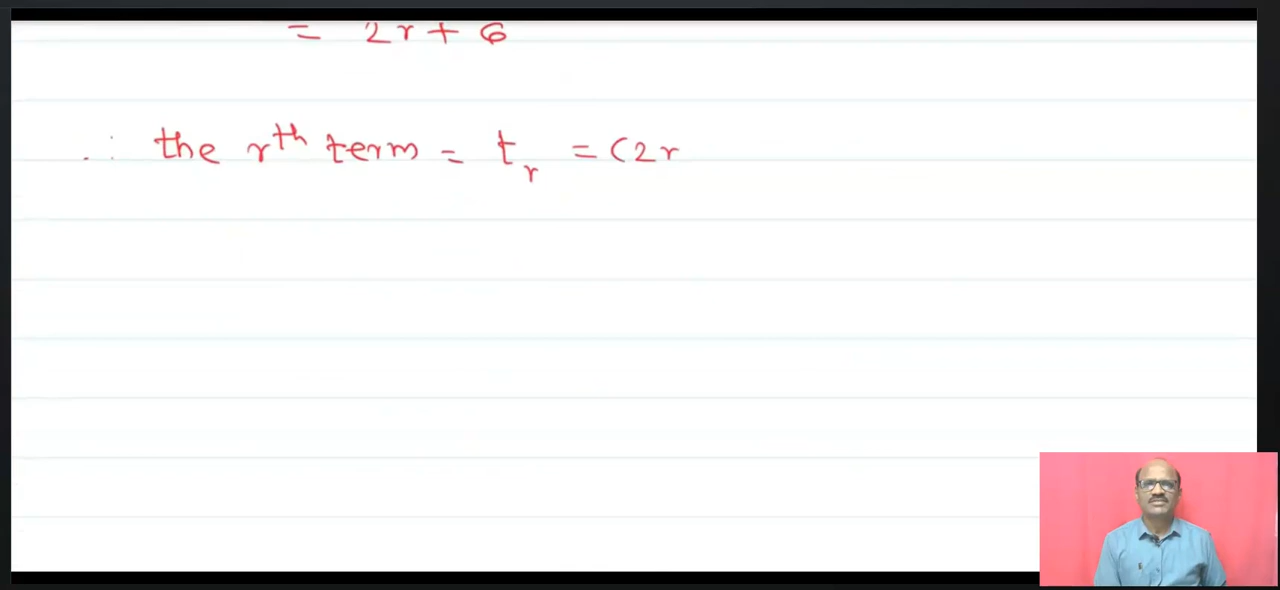 = 2r + 6
∴ the rᵗʰ term = tᵣ = (2r